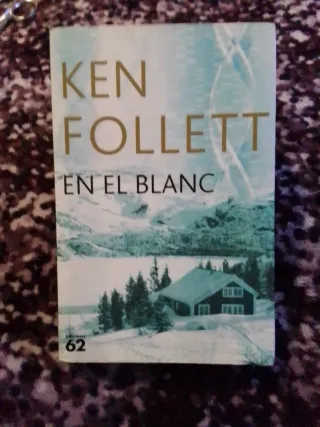 KEN
FOLLETT
EN EL BLANC
62